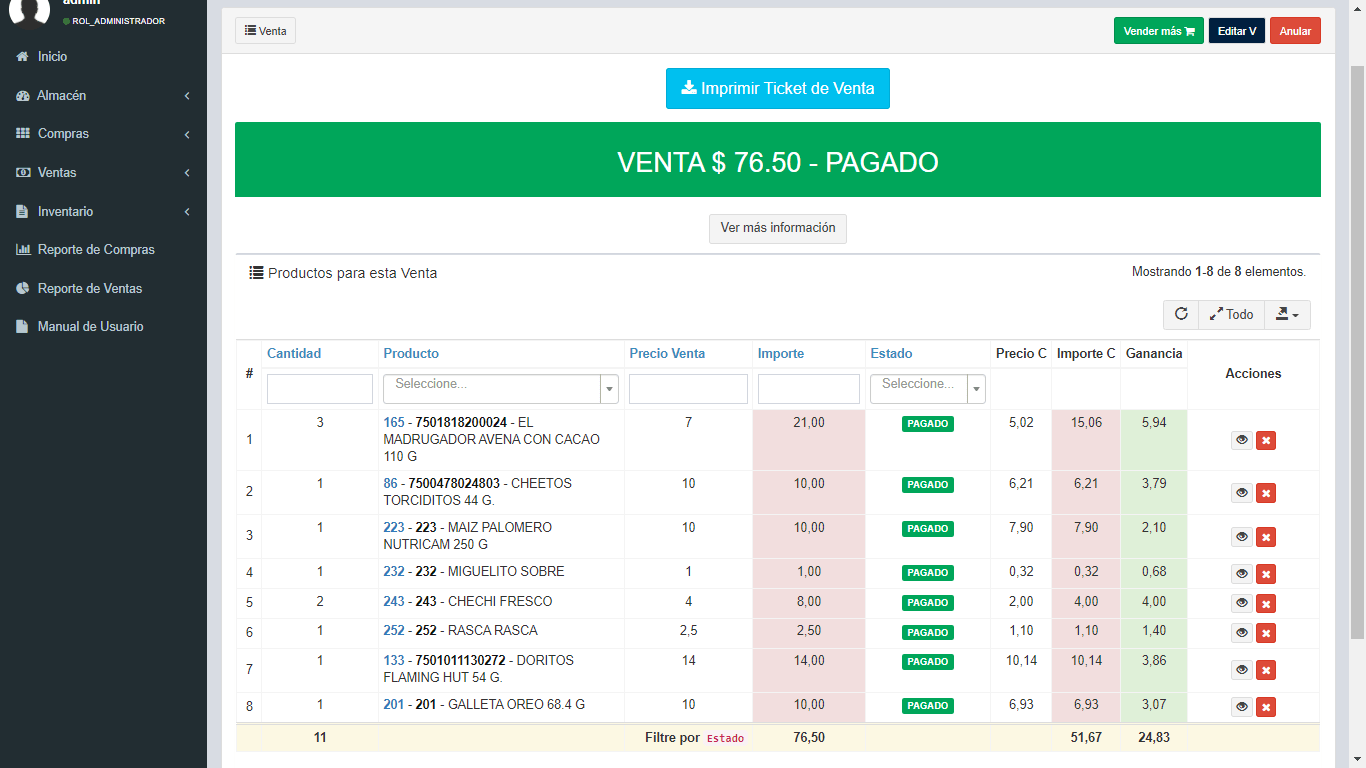 admin
ROL_ADMINISTRADOR
Inicio
Almacén
Compras
Ventas
Inventario
Reporte de Compras
Reporte de Ventas
Manual de Usuario
Venta
Vender más
Editar V
Anular
Imprimir Ticket de Venta
VENTA $ 76.50 - PAGADO
Ver más información
Productos para esta Venta
Mostrando 1-8 de 8 elementos.
Todo
# Cantidad Producto Precio Venta Importe Estado Precio C Importe C Ganancia Acciones
Seleccione... Seleccione...
1 3 165 - 7501818200024 - EL 7 21,00 PAGADO 5,02 15,06 5,94
MADRUGADOR AVENA CON CACAO
110 G
2 1 86 - 7500478024803 - CHEETOS 10 10,00 PAGADO 6,21 6,21 3,79
TORCIDITOS 44 G.
3 1 223 - 223 - MAIZ PALOMERO 10 10,00 PAGADO 7,90 7,90 2,10
NUTRICAM 250 G
4 1 232 - 232 - MIGUELITO SOBRE 1 1,00 PAGADO 0,32 0,32 0,68
5 2 243 - 243 - CHECHI FRESCO 4 8,00 PAGADO 2,00 4,00 4,00
6 1 252 - 252 - RASCA RASCA 2,5 2,50 PAGADO 1,10 1,10 1,40
7 1 133 - 7501011130272 - DORITOS 14 14,00 PAGADO 10,14 10,14 3,86
FLAMING HUT 54 G.
8 1 201 - 201 - GALLETA OREO 68.4 G 10 10,00 PAGADO 6,93 6,93 3,07
11 Filtre por Estado 76,50 51,67 24,83